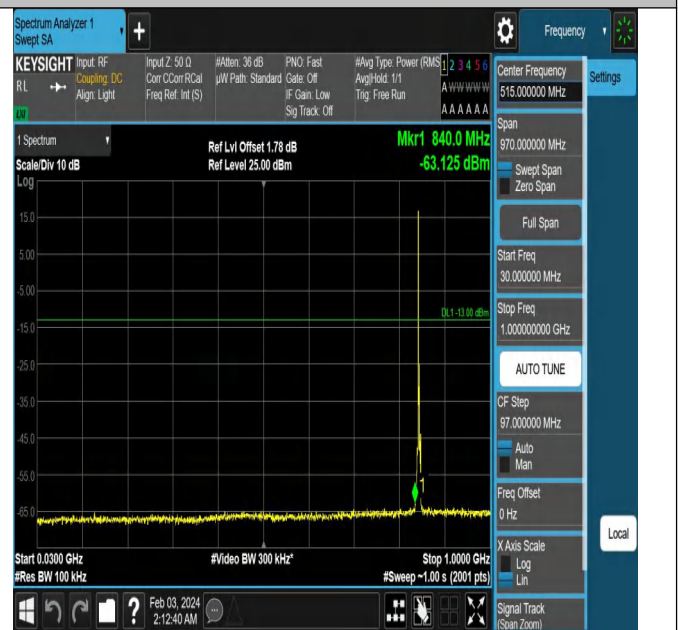 Spectrum Analyzer 1
Swept SA
+
Frequency
KEYSIGHT
RL
Input: RF
Coupling: DC
Align: Light
Input Z: 50 Ω
Corr CCorr RCal
Freq Ref: Int (S)
#Atten: 36 dB
µW Path: Standard
PNO: Fast
Gate: Off
IF Gain: Low
Sig Track: Off
#Avg Type: Power (RMS
Avg|Hold: 1/1
Trig: Free Run
1 2 3 4 5 6
A W W W W W
A A A A A A
LXI
1 Spectrum
Scale/Div 10 dB
Log
Ref Lvl Offset 1.78 dB
Ref Level 25.00 dBm
Mkr1 840.0 MHz
-63.125 dBm
15.0
5.00
-5.00
-15.0
-25.0
-35.0
-45.0
-55.0
-65.0
DL1 -13.00 dBm
1
Start 0.0300 GHz
#Res BW 100 kHz
#Video BW 300 kHz*
Stop 1.0000 GHz
#Sweep ~1.00 s (2001 pts)
Center Frequency
515.000000 MHz
Settings
Span
970.000000 MHz
Swept Span
Zero Span
Full Span
Start Freq
30.000000 MHz
Stop Freq
1.000000000 GHz
AUTO TUNE
CF Step
97.000000 MHz
Auto
Man
Freq Offset
0 Hz
Local
X Axis Scale
Log
Lin
Signal Track
(Span Zoom)
?
Feb 03, 2024
2:12:40 AM